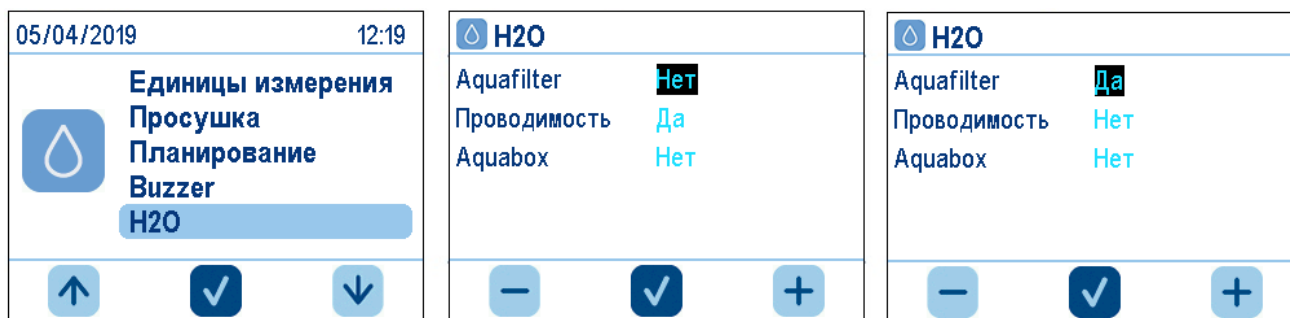 05/04/2019 12:19
Единицы измерения
Просушка
Планирование
Buzzer
H2O
H2O
Aquafilter Нет
Проводимость Да
Aquabox Нет
H2O
Aquafilter Да
Проводимость Нет
Aquabox Нет